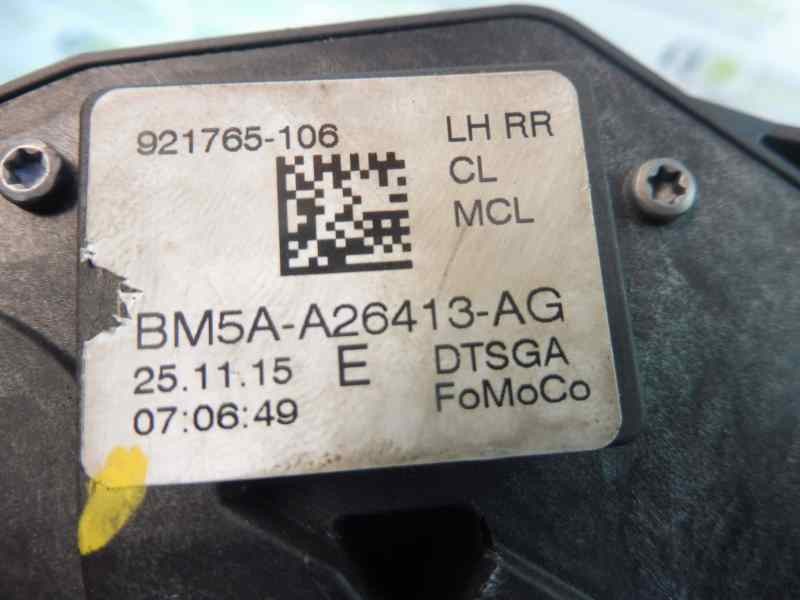 921765-106 LH RR
CL
MCL
BM5A-A26413-AG
25.11.15 E DTSGA
07:06:49 FoMoCo